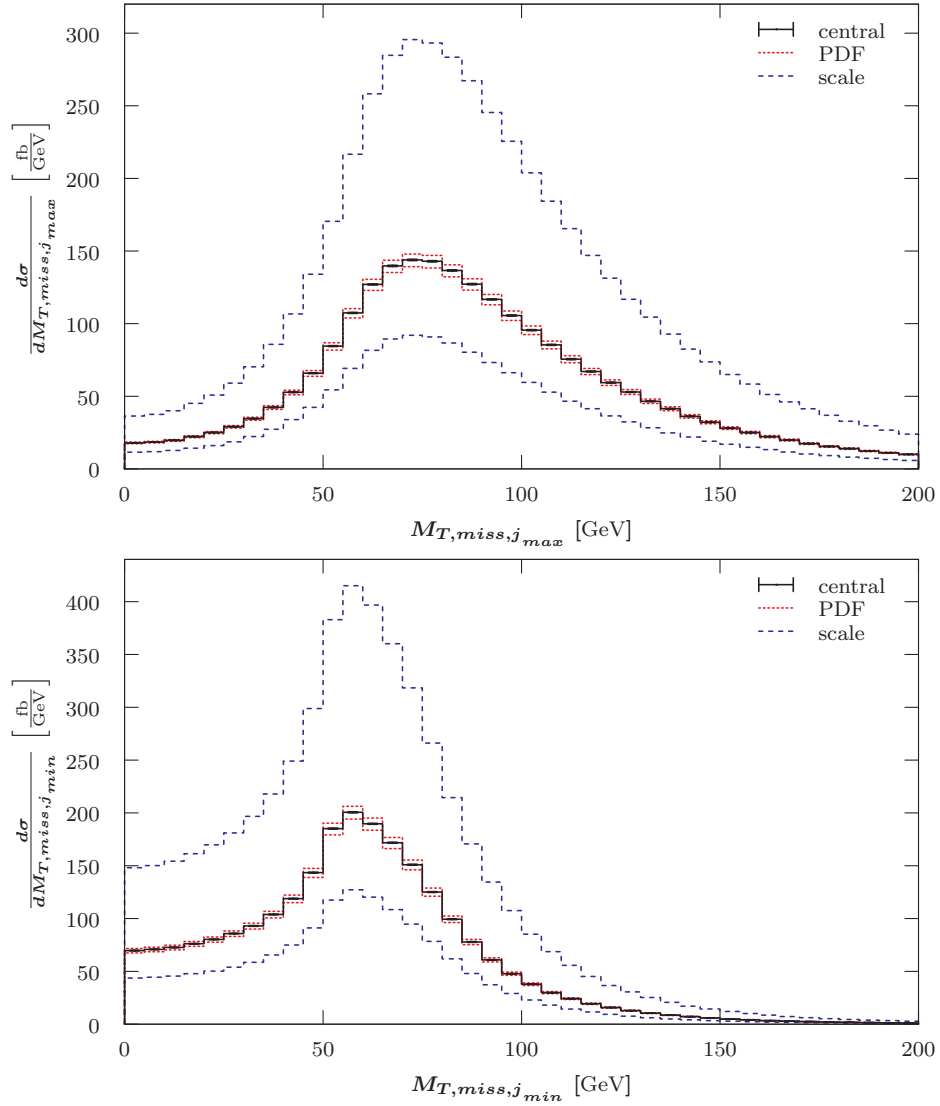 300
250
200
150
100
50
0
dσ
dM_{T,miss,j_{max}}
[fb/GeV]
central
PDF
scale
0 50 100 150 200
M_{T,miss,j_{max}} [GeV]
400
350
300
250
200
150
100
50
0
dσ
dM_{T,miss,j_{min}}
[fb/GeV]
central
PDF
scale
0 50 100 150 200
M_{T,miss,j_{min}} [GeV]